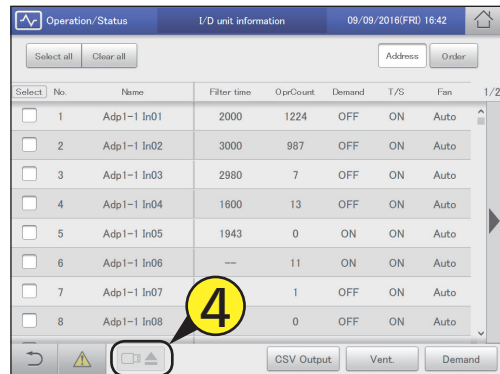 Operation/Status I/D unit information 09/09/2016(FRI) 16:42
Select all Clear all Address Order
Select No. Name Filter time OprCount Demand T/S Fan 1/2
1 Adp1-1 In01 2000 1224 OFF ON Auto
2 Adp1-1 In02 3000 987 OFF ON Auto
3 Adp1-1 In03 2980 7 OFF ON Auto
4 Adp1-1 In04 1600 13 OFF ON Auto
5 Adp1-1 In05 1943 0 ON ON Auto
6 Adp1-1 In06 -- 11 ON ON Auto
7 Adp1-1 In07 1 OFF ON Auto
8 Adp1-1 In08 0 OFF ON Auto
4
CSV Output Vent. Demand